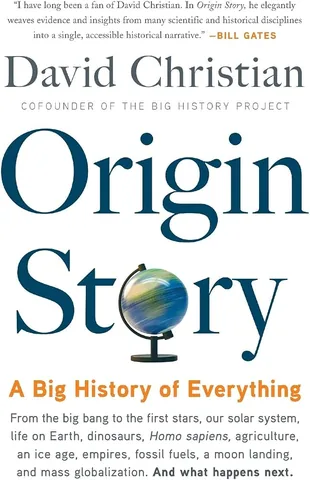 "I have long been a fan of David Christian. In Origin Story, he elegantly
weaves evidence and insights from many scientific and historical disciplines
into a single, accessible historical narrative." —BILL GATES
David Christian
COFOUNDER OF THE BIG HISTORY PROJECT
Origin
Story
A Big History of Everything
From the big bang to the first stars, our solar system,
life on Earth, dinosaurs, Homo sapiens, agriculture,
an ice age, empires, fossil fuels, a moon landing,
and mass globalization. And what happens next.